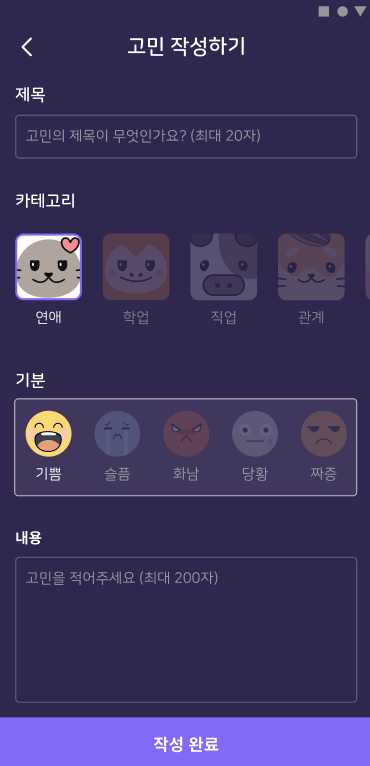 고민 작성하기
제목
고민의 제목이 무엇인가요? (최대 20자)
카테고리
연애 학업 직업 관계
기분
기쁨 슬픔 화남 당황 짜증
내용
고민을 적어주세요 (최대 200자)
작성 완료